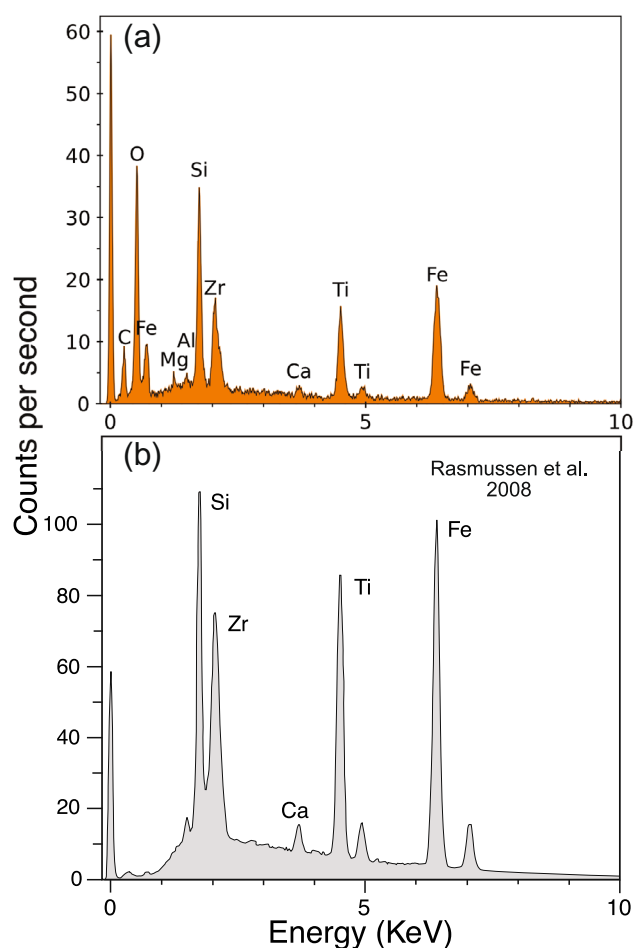 (a)
60
50
40
30
20
10
0
O
Si
C
Fe
Mg
Al
Zr
Ca
Ti
Ti
Fe
Fe
0
5
10
Counts per second
(b)
Rasmussen et al.
2008
100
80
60
40
20
0
Si
Zr
Ca
Ti
Fe
0
5
10
Energy (KeV)